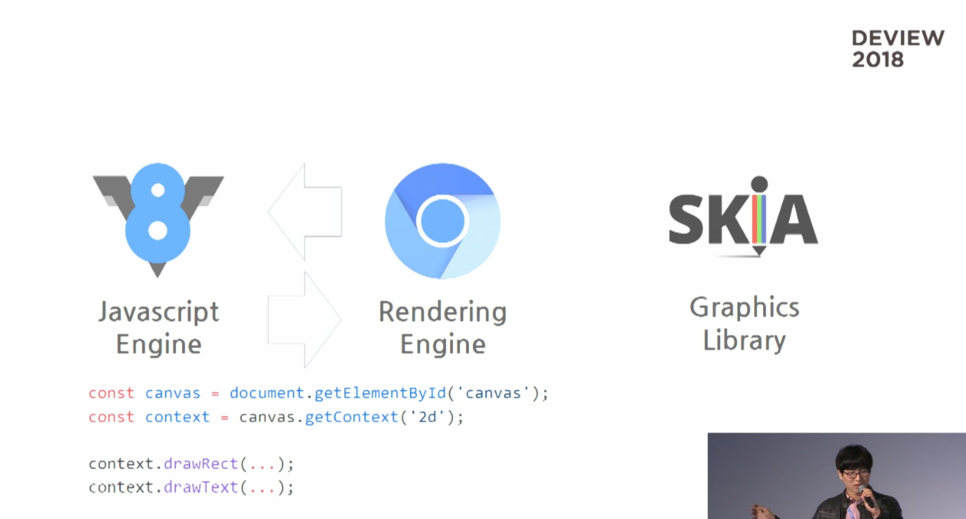 DEVIEW
2018
8
SKiA
Javascript
Engine
Rendering
Engine
Graphics
Library
const canvas = document.getElementById('canvas');
const context = canvas.getContext('2d');
context.drawRect(...);
context.drawText(...);